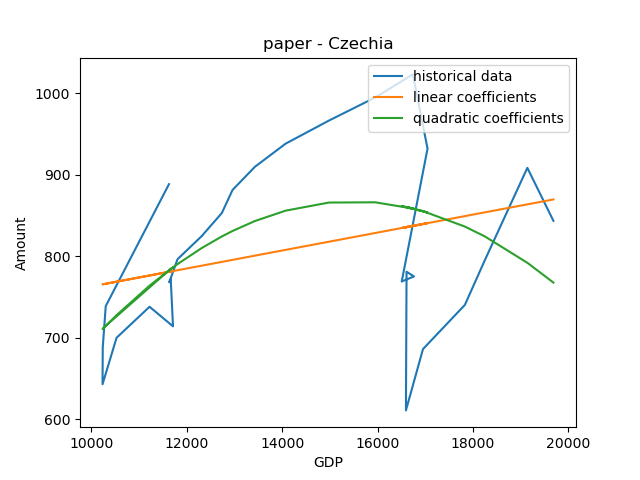 paper - Czechia
historical data
linear coefficients
quadratic coefficients
1000
900
800
700
600
Amount
10000 12000 14000 16000 18000 20000
GDP